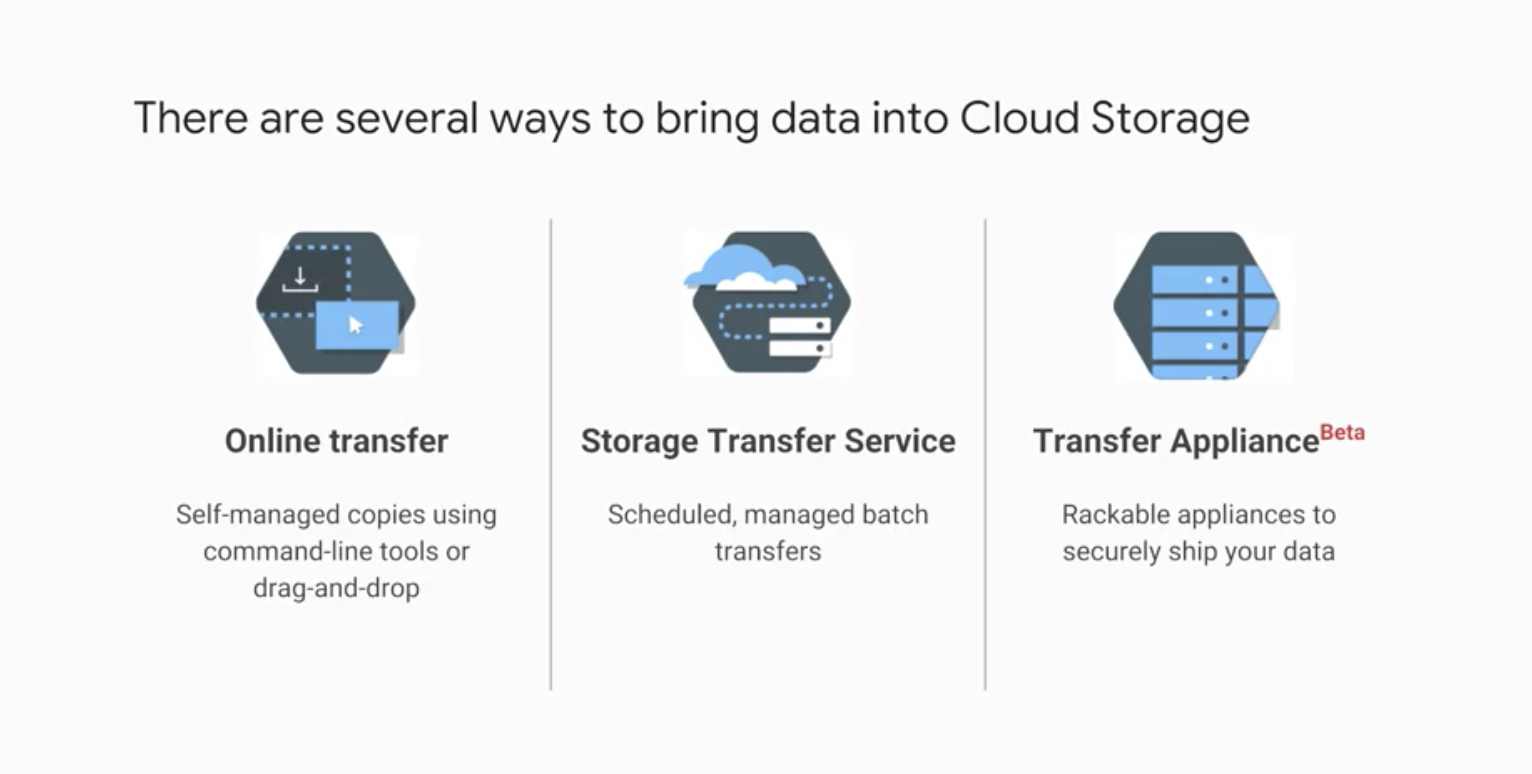 There are several ways to bring data into Cloud Storage
Online transfer
Self-managed copies using
command-line tools or
drag-and-drop
Storage Transfer Service
Scheduled, managed batch
transfers
Transfer Appliance Beta
Rackable appliances to
securely ship your data